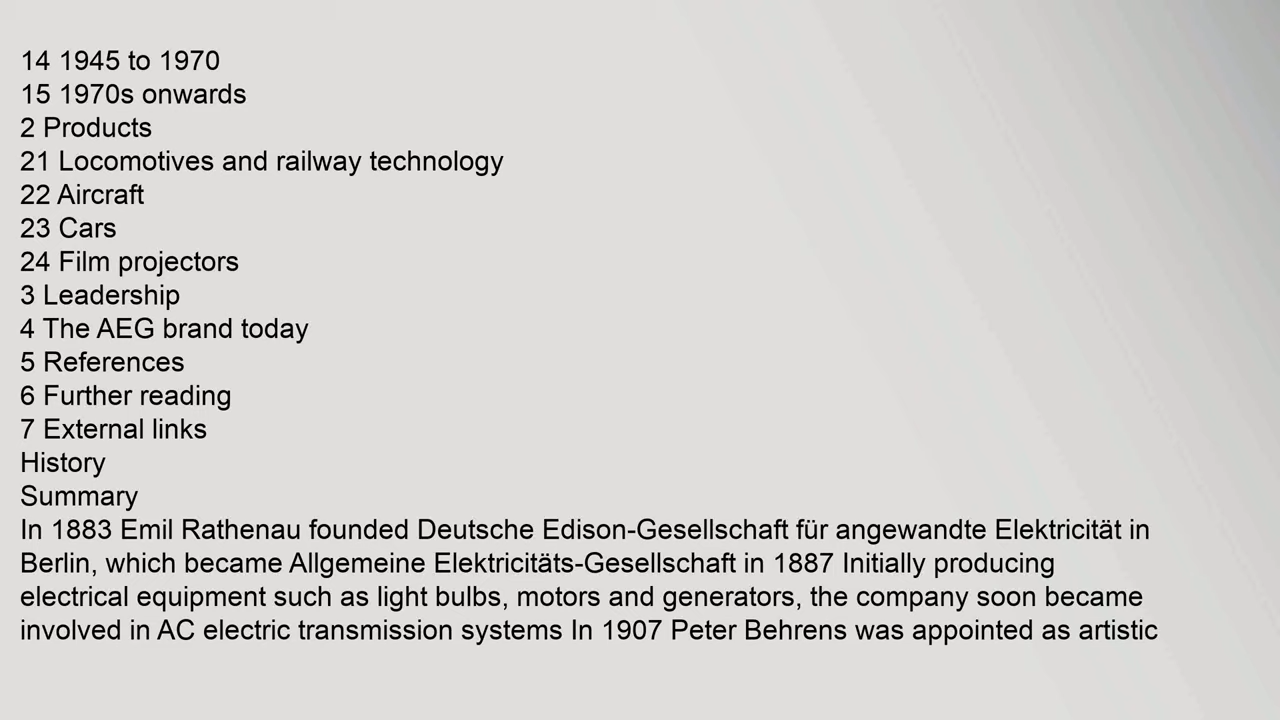 14 1945 to 1970
15 1970s onwards
2 Products
21 Locomotives and railway technology
22 Aircraft
23 Cars
24 Film projectors
3 Leadership
4 The AEG brand today
5 References
6 Further reading
7 External links
History
Summary
In 1883 Emil Rathenau founded Deutsche Edison-Gesellschaft für angewandte Elektricität in
Berlin, which became Allgemeine Elektricitäts-Gesellschaft in 1887 Initially producing
electrical equipment such as light bulbs, motors and generators, the company soon became
involved in AC electric transmission systems In 1907 Peter Behrens was appointed as artistic